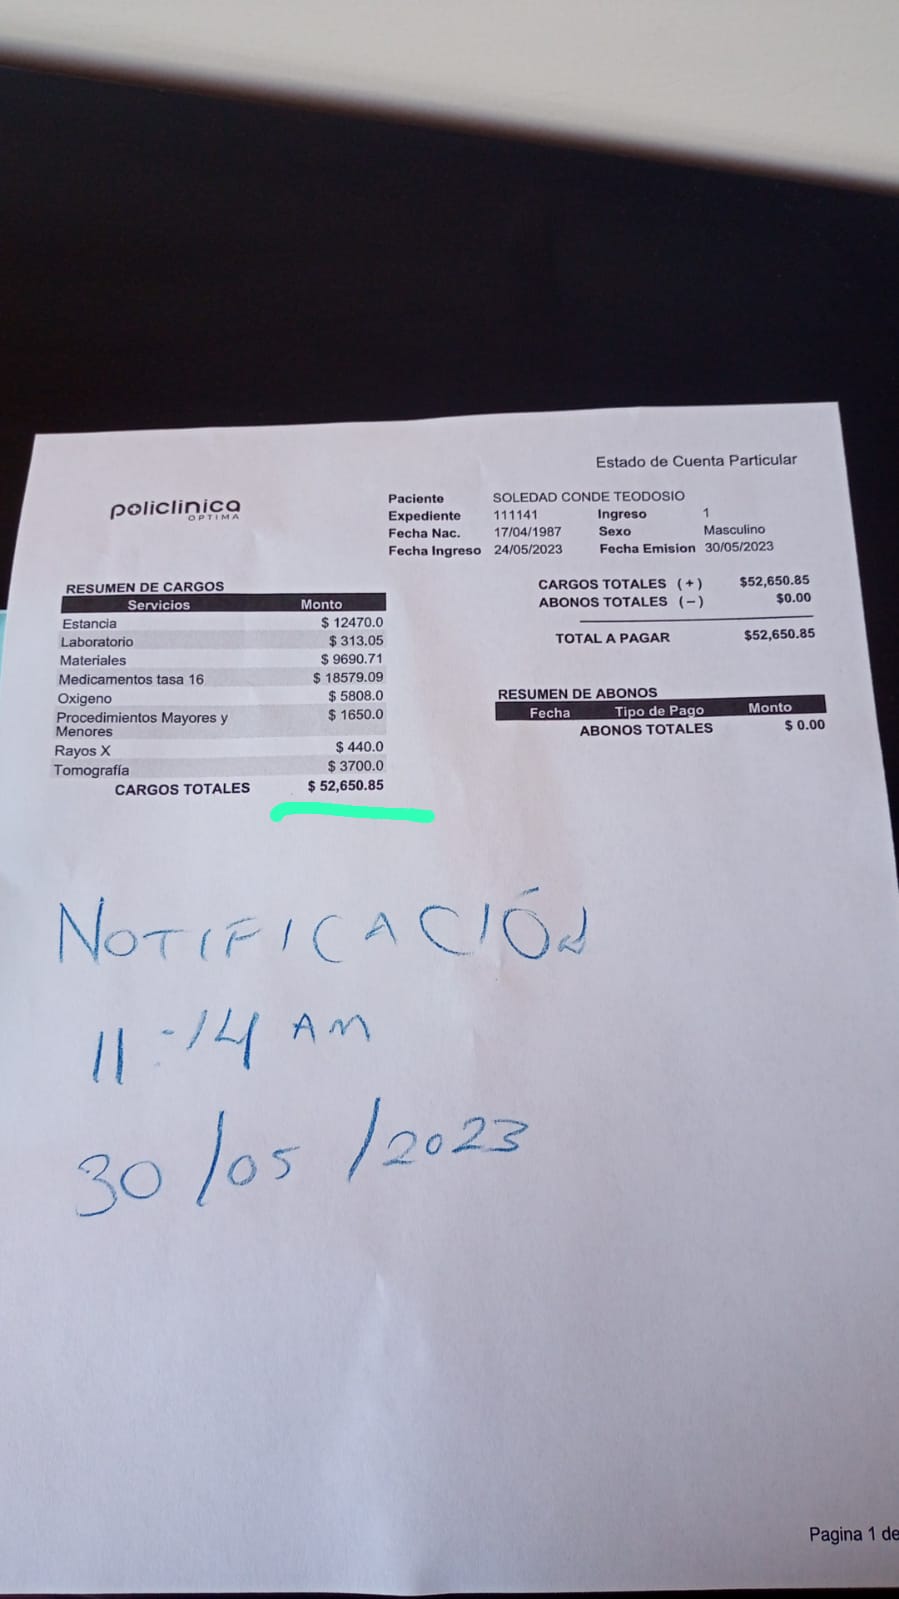 Estado de Cuenta Particular
policlinica
OPTIMA
Paciente SOLEDAD CONDE TEODOSIO
Expediente 111141 Ingreso 1
Fecha Nac. 17/04/1987 Sexo Masculino
Fecha Ingreso 24/05/2023 Fecha Emision 30/05/2023
RESUMEN DE CARGOS
Servicios Monto
Estancia $ 12470.0
Laboratorio $ 313.05
Materiales $ 9690.71
Medicamentos tasa 16 $ 18579.09
Oxigeno $ 5808.0
Procedimientos Mayores y $ 1650.0
Menores
Rayos X $ 440.0
Tomografía $ 3700.0
CARGOS TOTALES $ 52,650.85
CARGOS TOTALES (+) $52,650.85
ABONOS TOTALES (-) $0.00
TOTAL A PAGAR $52,650.85
RESUMEN DE ABONOS
Fecha Tipo de Pago Monto
ABONOS TOTALES $ 0.00
NOTIFICACIÓN
11:14 AM
30/05/2023
Pagina 1 de